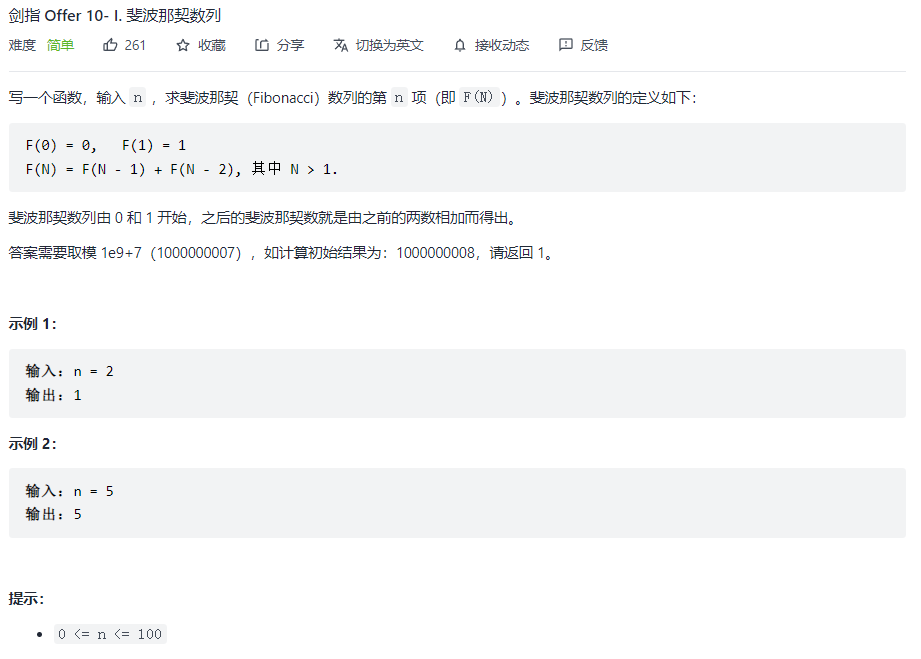 剑指 Offer 10- I. 斐波那契数列
难度 简单 261 收藏 分享 切换为英文 接收动态 反馈
写一个函数，输入 n ，求斐波那契（Fibonacci）数列的第 n 项（即 F(N) ）。斐波那契数列的定义如下：
F(0) = 0,   F(1) = 1
F(N) = F(N - 1) + F(N - 2), 其中 N > 1.
斐波那契数列由 0 和 1 开始，之后的斐波那契数就是由之前的两数相加而得出。
答案需要取模 1e9+7（1000000007），如计算初始结果为：1000000008，请返回 1。
示例 1：
输入：n = 2
输出：1
示例 2：
输入：n = 5
输出：5
提示：
0 <= n <= 100